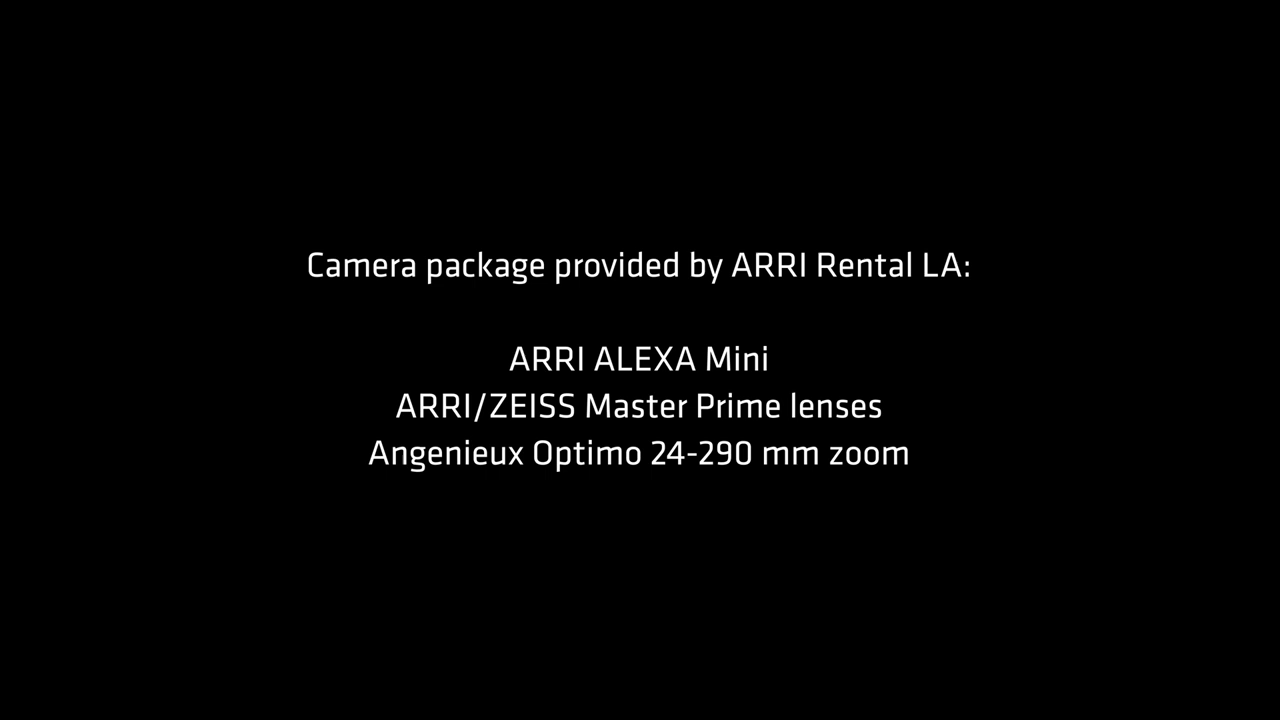 Camera package provided by ARRI Rental LA:
ARRI ALEXA Mini
ARRI/ZEISS Master Prime lenses
Angenieux Optimo 24-290 mm zoom